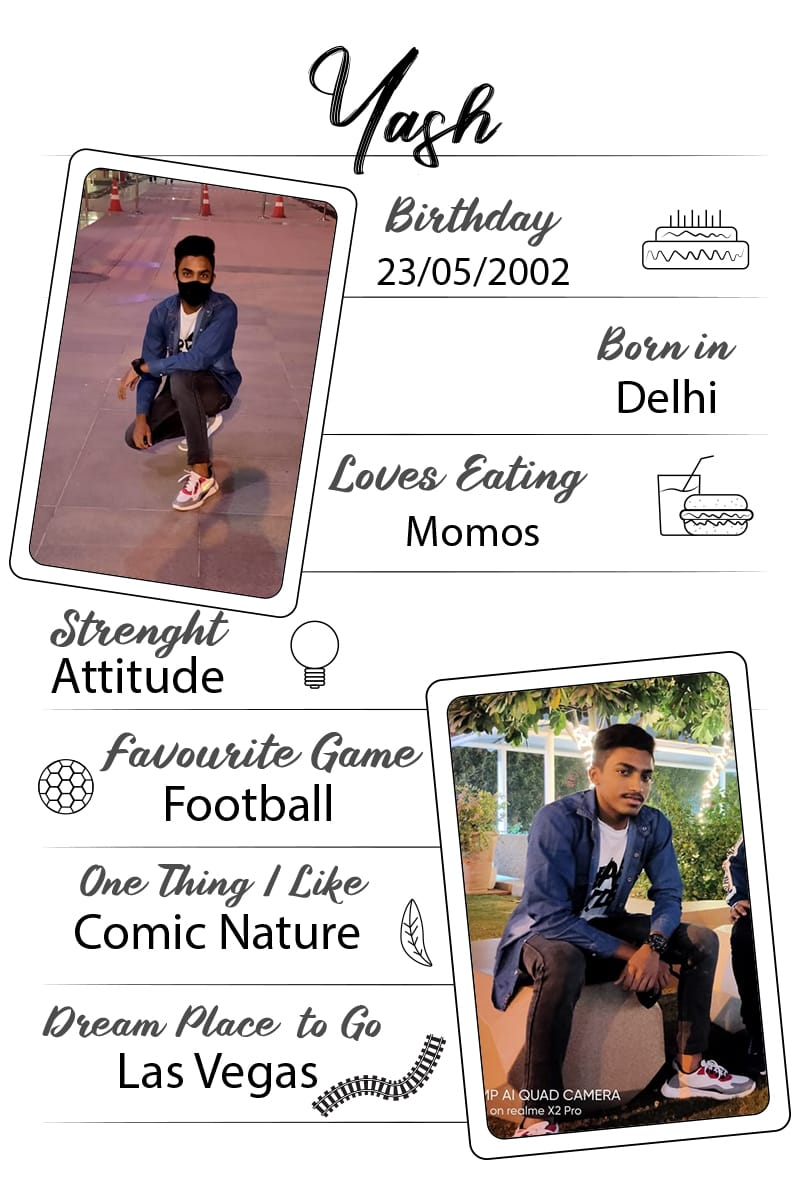 Yash
Birthday
23/05/2002
Born in
Delhi
Loves Eating
Momos
Strenght
Attitude
Favourite Game
Football
One Thing I Like
Comic Nature
Dream Place to Go
Las Vegas
MP AI QUAD CAMERA
on realme X2 Pro